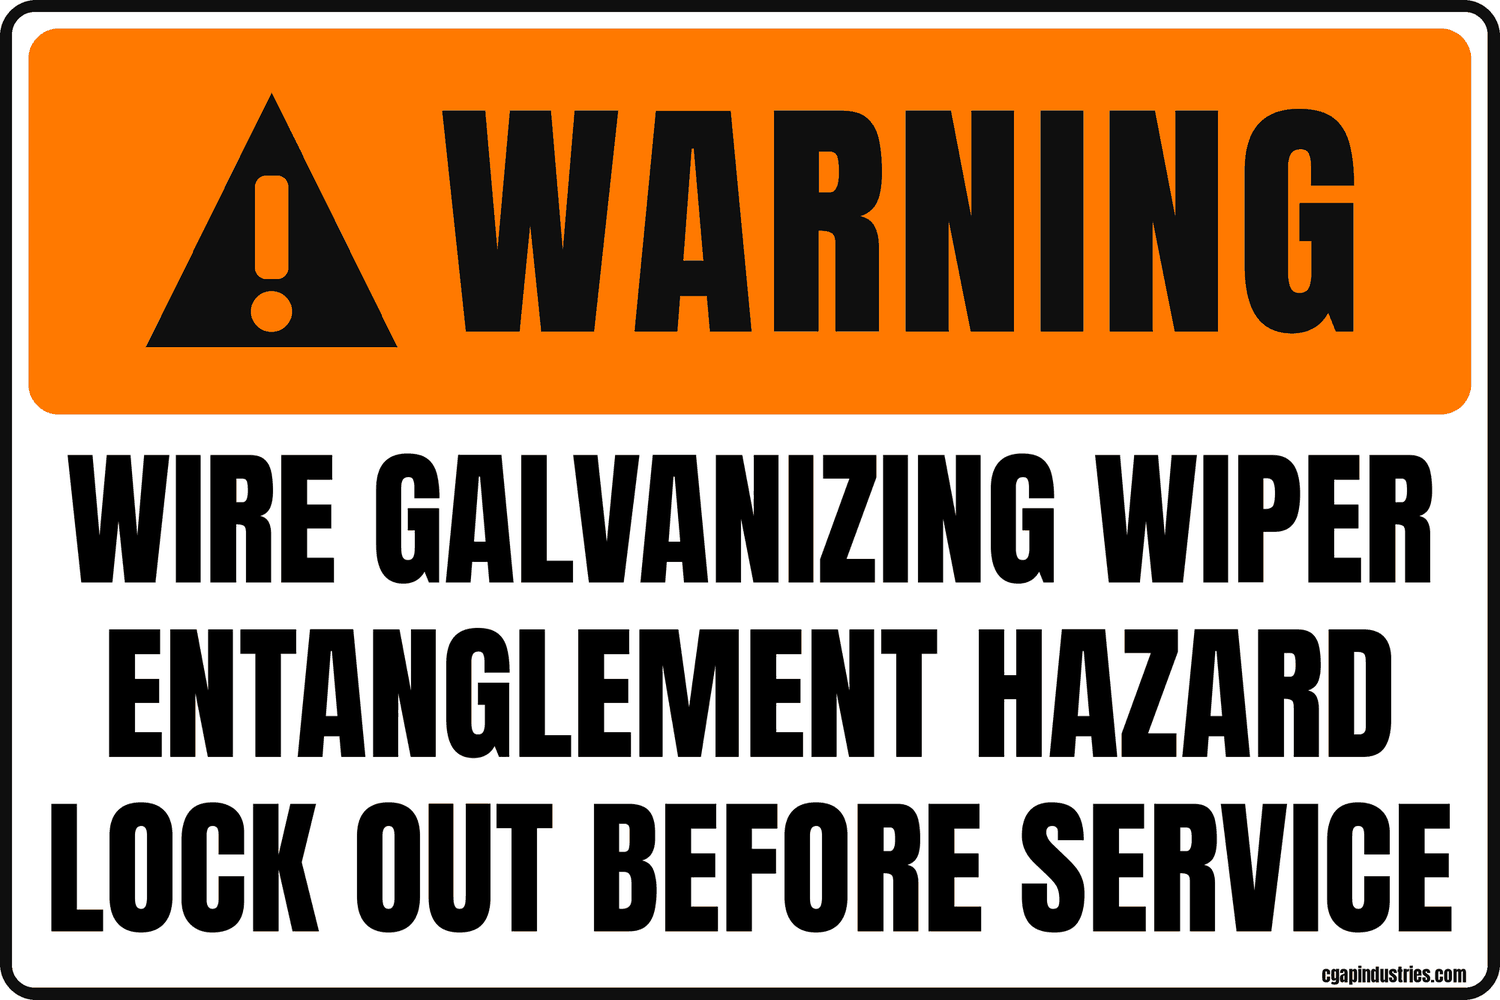 WARNING
WIRE GALVANIZING WIPER
ENTANGLEMENT HAZARD
LOCK OUT BEFORE SERVICE
cgapindustries.com